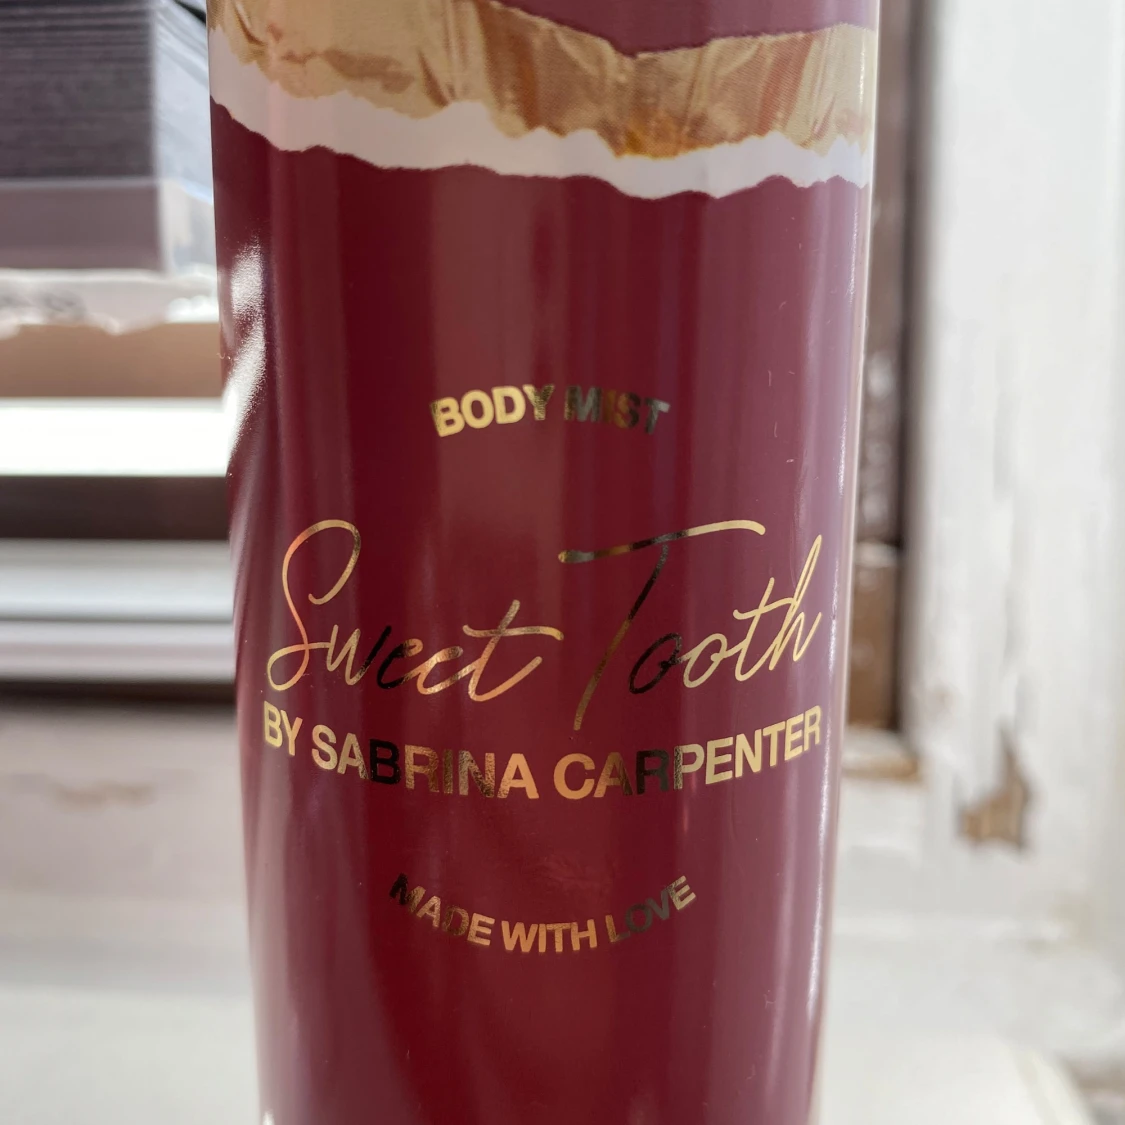 BODY MIST
Sweet Tooth
BY SABRINA CARPENTER
MADE WITH LOVE